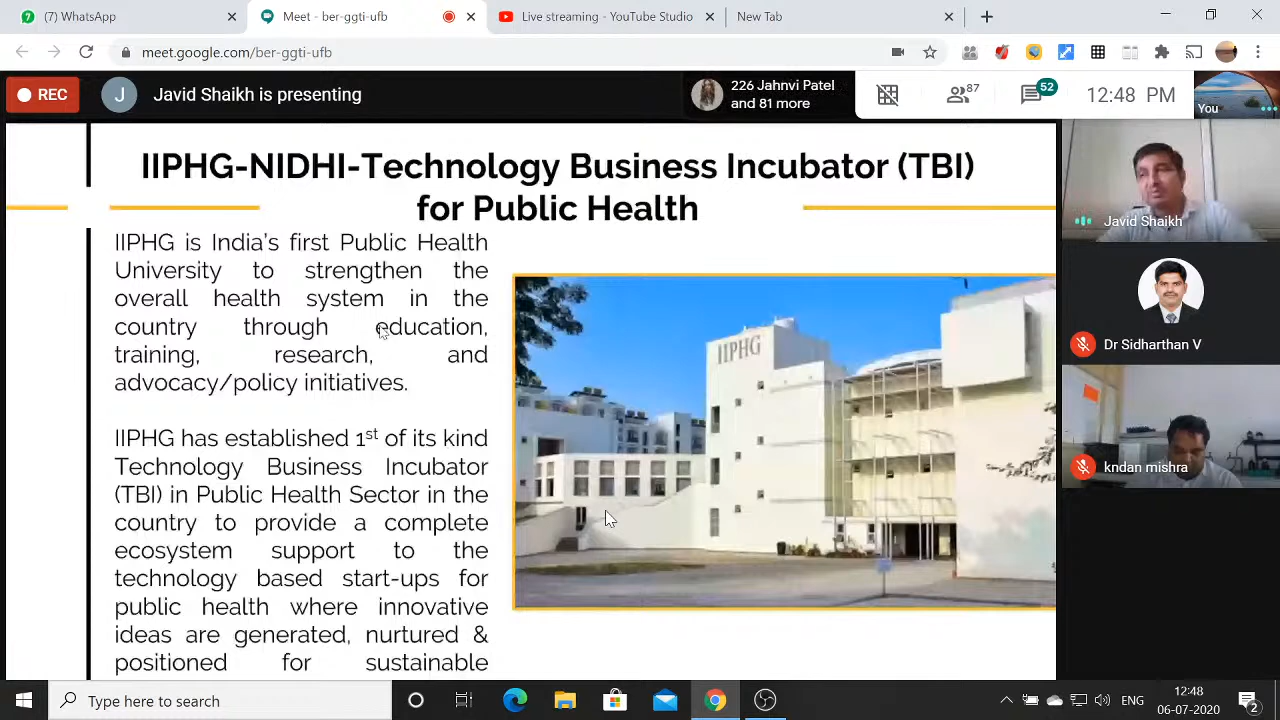 (7) WhatsApp
Meet - ber-ggti-ufb
Live streaming - YouTube Studio
New Tab
meet.google.com/ber-ggti-ufb
REC
J
Javid Shaikh is presenting
226 Jahnvi Patel
and 81 more
87
52
12:48 PM
You
IIPHG-NIDHI-Technology Business Incubator (TBI)
for Public Health
IIPHG is India's first Public Health
University to strengthen the
overall health system in the
country through education,
training, research, and
advocacy/policy initiatives.
IIPHG has established 1st of its kind
Technology Business Incubator
(TBI) in Public Health Sector in the
country to provide a complete
ecosystem support to the
technology based start-ups for
public health where innovative
ideas are generated, nurtured &
positioned for sustainable
IIPHG
Javid Shaikh
Dr Sidharthan V
kndan mishra
Type here to search
ENG
12:48
06-07-2020
2